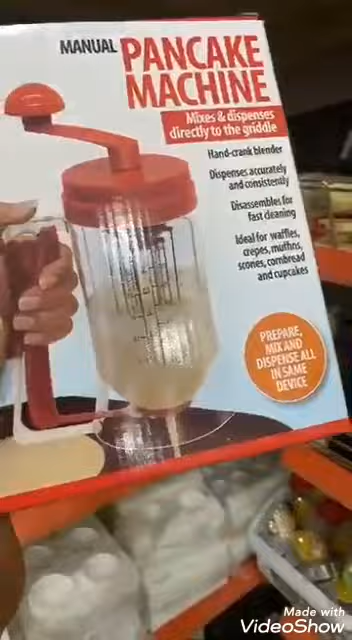 MANUAL PANCAKE
MACHINE
Mixes & dispenses
directly to the griddle
Hand-crank blender
Dispenses accurately
and consistently
Disassembles for
fast cleaning
Ideal for waffles,
crepes, muffins,
scones, cornbread
and cupcakes
PREPARE,
MIX AND
DISPENSE ALL
IN SAME
DEVICE
Made with
VideoShow